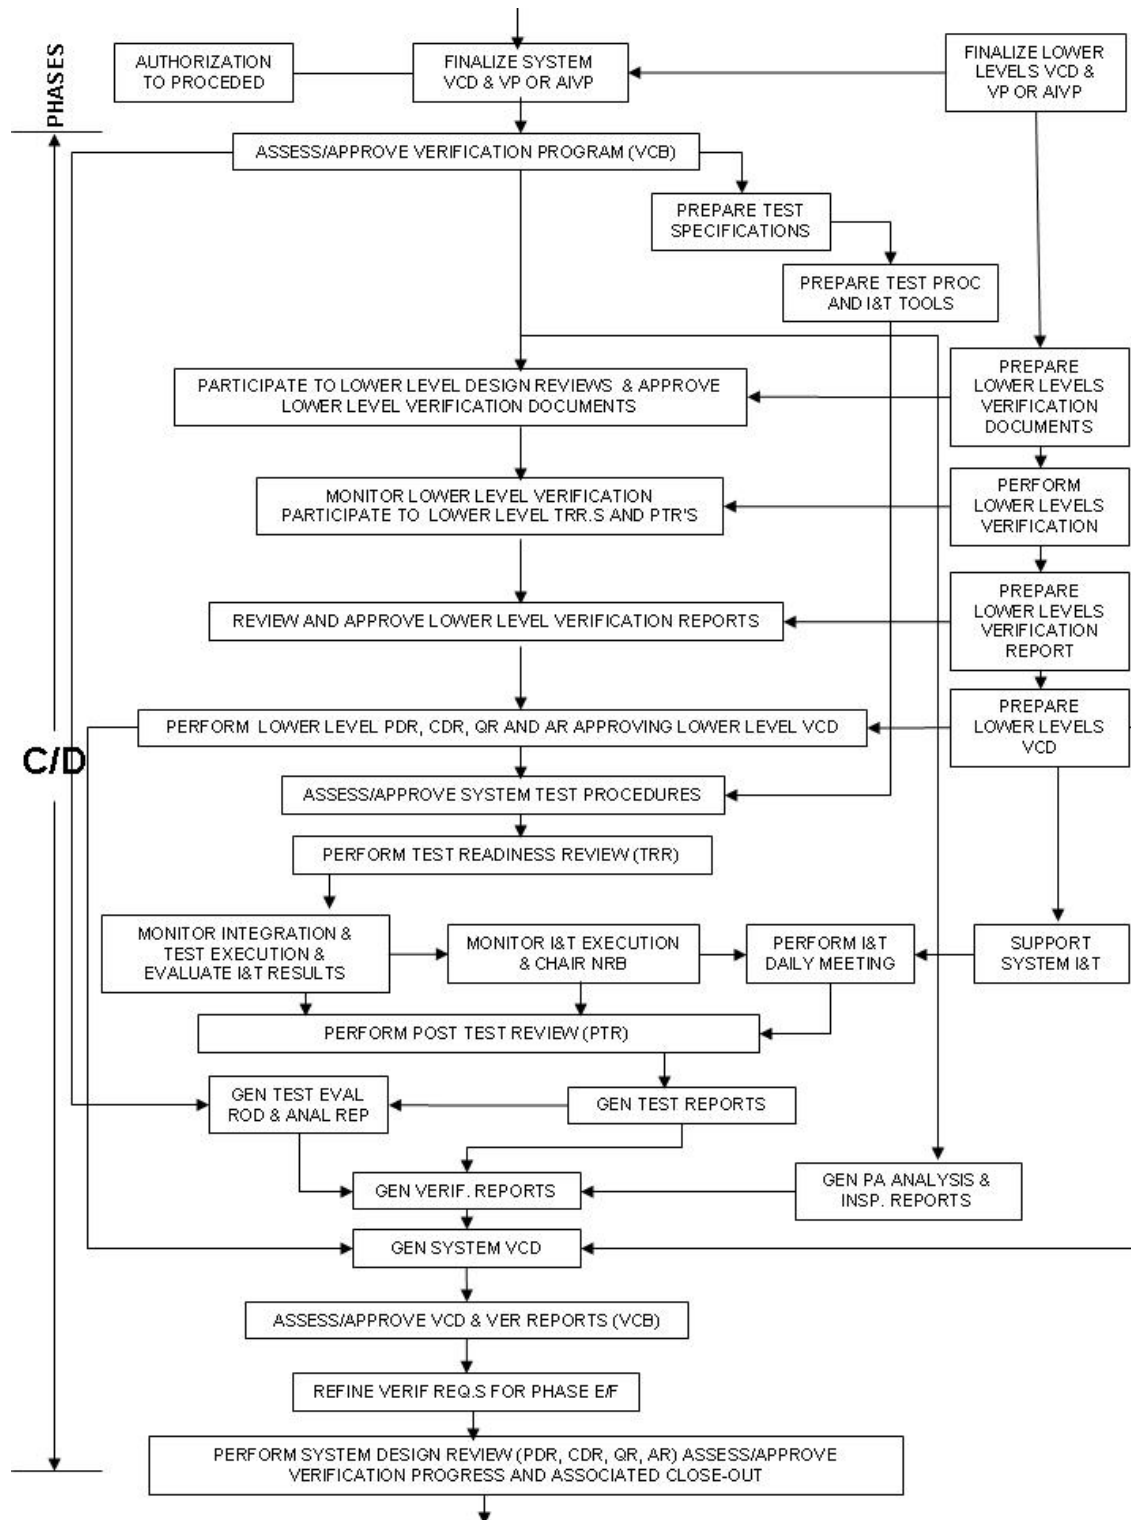 PHASES
AUTHORIZATION
TO PROCEDED
FINALIZE SYSTEM
VCD & VP OR AIVP
FINALIZE LOWER
LEVELS VCD &
VP OR AIVP
ASSESS/APPROVE VERIFICATION PROGRAM (VCB)
PREPARE TEST
SPECIFICATIONS
PREPARE TEST PROC
AND I&T TOOLS
PARTICIPATE TO LOWER LEVEL DESIGN REVIEWS & APPROVE
LOWER LEVEL VERIFICATION DOCUMENTS
PREPARE
LOWER LEVELS
VERIFICATION
DOCUMENTS
MONITOR LOWER LEVEL VERIFICATION
PARTICIPATE TO LOWER LEVEL TRR.S AND PTR'S
PERFORM
LOWER LEVELS
VERIFICATION
REVIEW AND APPROVE LOWER LEVEL VERIFICATION REPORTS
PREPARE
LOWER LEVELS
VERIFICATION
REPORT
PERFORM LOWER LEVEL PDR, CDR, QR AND AR APPROVING LOWER LEVEL VCD
PREPARE
LOWER LEVELS
VCD
C/D
ASSESS/APPROVE SYSTEM TEST PROCEDURES
PERFORM TEST READINESS REVIEW (TRR)
MONITOR INTEGRATION &
TEST EXECUTION &
EVALUATE I&T RESULTS
MONITOR I&T EXECUTION
& CHAIR NRB
PERFORM I&T
DAILY MEETING
SUPPORT
SYSTEM I&T
PERFORM POST TEST REVIEW (PTR)
GEN TEST EVAL
ROD & ANAL REP
GEN TEST REPORTS
GEN VERIF. REPORTS
GEN PA ANALYSIS &
INSP. REPORTS
GEN SYSTEM VCD
ASSESS/APPROVE VCD & VER REPORTS (VCB)
REFINE VERIF REQ.S FOR PHASE E/F
PERFORM SYSTEM DESIGN REVIEW (PDR, CDR, QR, AR) ASSESS/APPROVE
VERIFICATION PROGRESS AND ASSOCIATED CLOSE-OUT